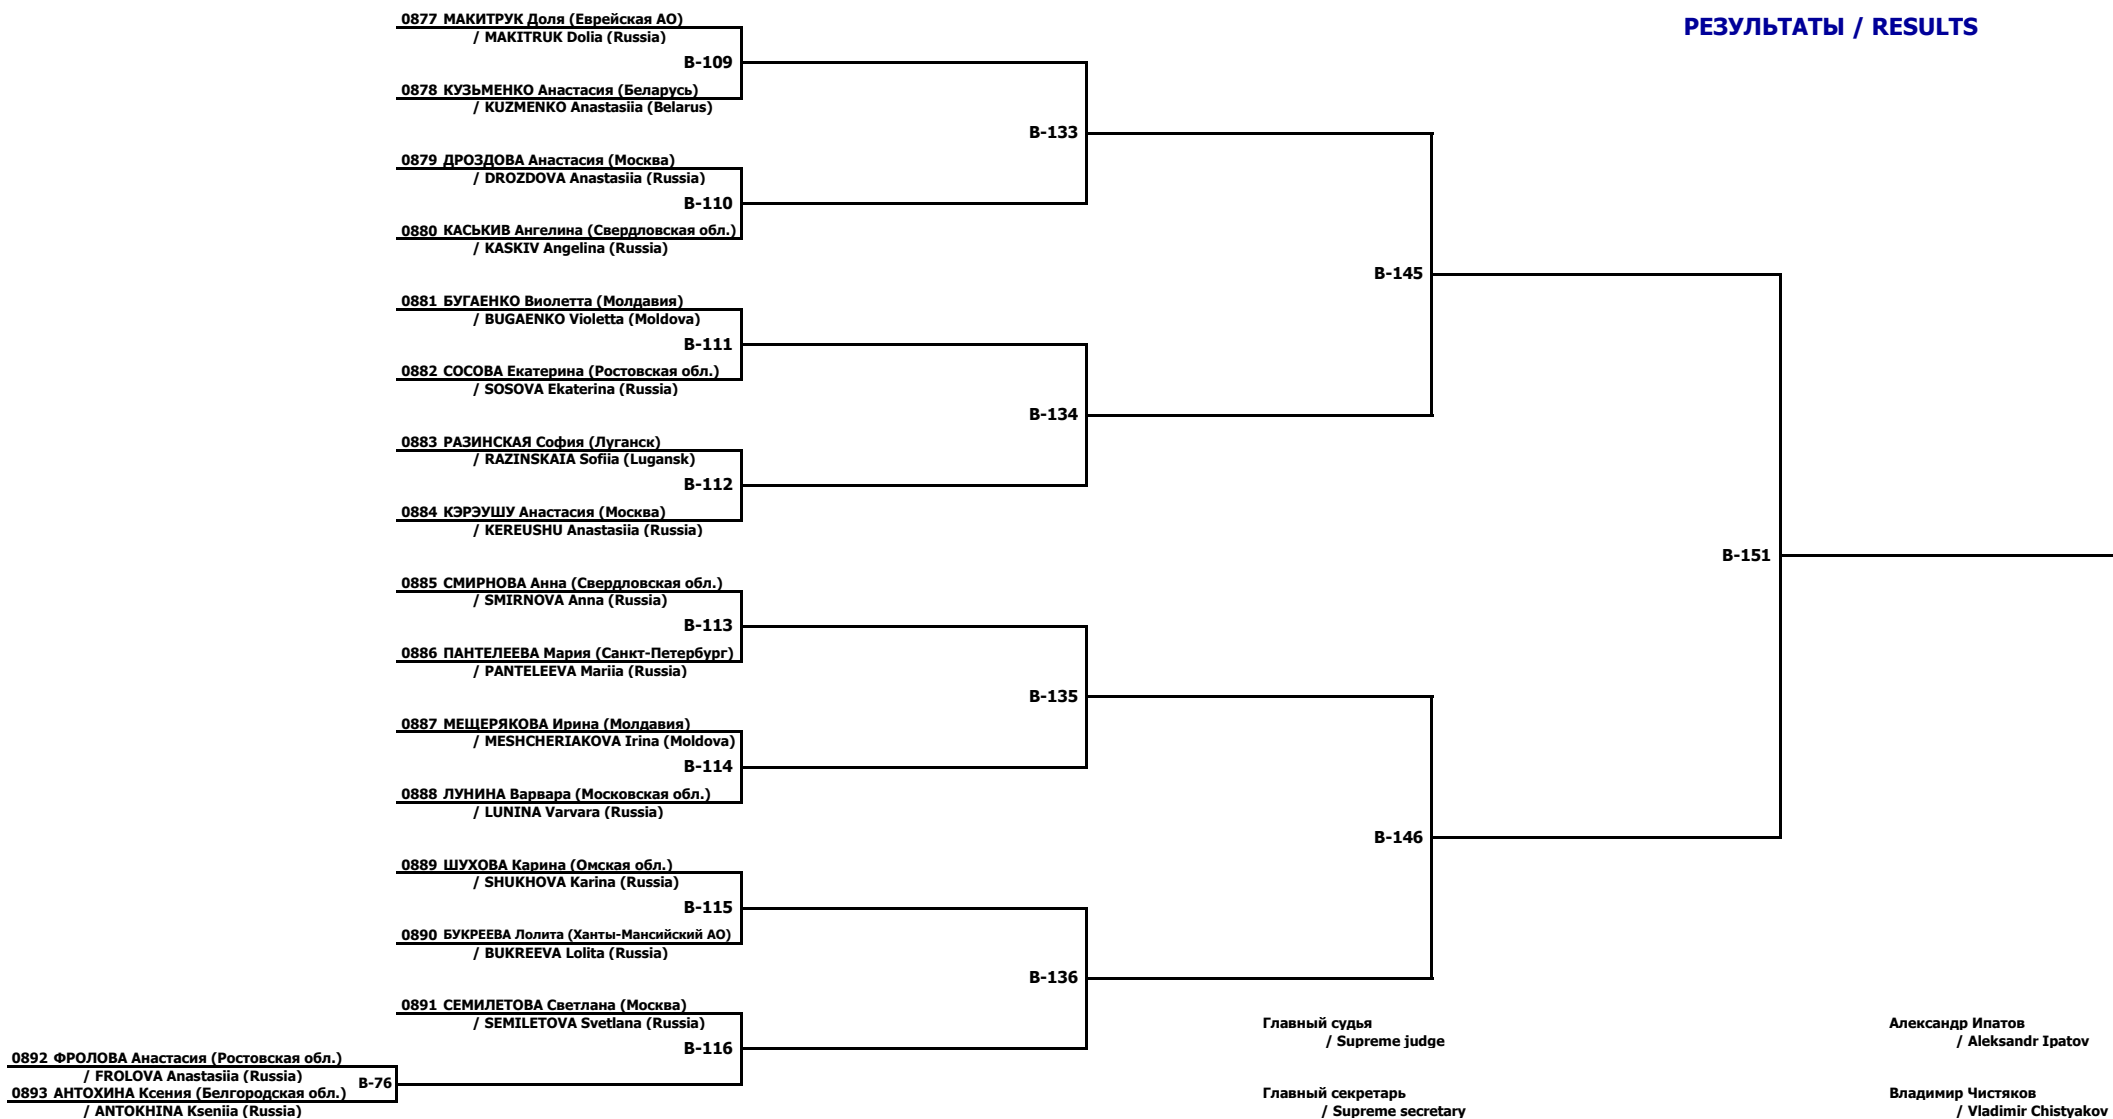 0877 МАКИТРУК Доля (Еврейская АО)
/ MAKITRUK Dolia (Russia)
РЕЗУЛЬТАТЫ / RESULTS
B-109
0878 КУЗЬМЕНКО Анастасия (Беларусь)
/ KUZMENKO Anastasiia (Belarus)
B-133
0879 ДРОЗДОВА Анастасия (Москва)
/ DROZDOVA Anastasiia (Russia)
B-110
0880 КАСЬКИВ Ангелина (Свердловская обл.)
/ KASKIV Angelina (Russia)
B-145
0881 БУГАЕНКО Виолетта (Молдавия)
/ BUGAENKO Violetta (Moldova)
B-111
0882 СОСОВА Екатерина (Ростовская обл.)
/ SOSOVA Ekaterina (Russia)
B-134
0883 РАЗИНСКАЯ София (Луганск)
/ RAZINSKAIA Sofiia (Lugansk)
B-112
0884 КЭРЭУШУ Анастасия (Москва)
/ KEREUSHU Anastasiia (Russia)
B-151
0885 СМИРНОВА Анна (Свердловская обл.)
/ SMIRNOVA Anna (Russia)
B-113
0886 ПАНТЕЛЕЕВА Мария (Санкт-Петербург)
/ PANTELEEVA Mariia (Russia)
B-135
0887 МЕЩЕРЯКОВА Ирина (Молдавия)
/ MESHCHERIAKOVA Irina (Moldova)
B-114
0888 ЛУНИНА Варвара (Московская обл.)
/ LUNINA Varvara (Russia)
B-146
0889 ШУХОВА Карина (Омская обл.)
/ SHUKHOVA Karina (Russia)
B-115
0890 БУКРЕЕВА Лолита (Ханты-Мансийский АО)
/ BUKREEVA Lolita (Russia)
B-136
0891 СЕМИЛЕТОВА Светлана (Москва)
/ SEMILETOVA Svetlana (Russia)
B-116
Главный судья
/ Supreme judge
Александр Ипатов
/ Aleksandr Ipatov
0892 ФРОЛОВА Анастасия (Ростовская обл.)
/ FROLOVA Anastasiia (Russia)
B-76
0893 АНТОХИНА Ксения (Белгородская обл.)
/ ANTOKHINA Kseniia (Russia)
Главный секретарь
/ Supreme secretary
Владимир Чистяков
/ Vladimir Chistyakov